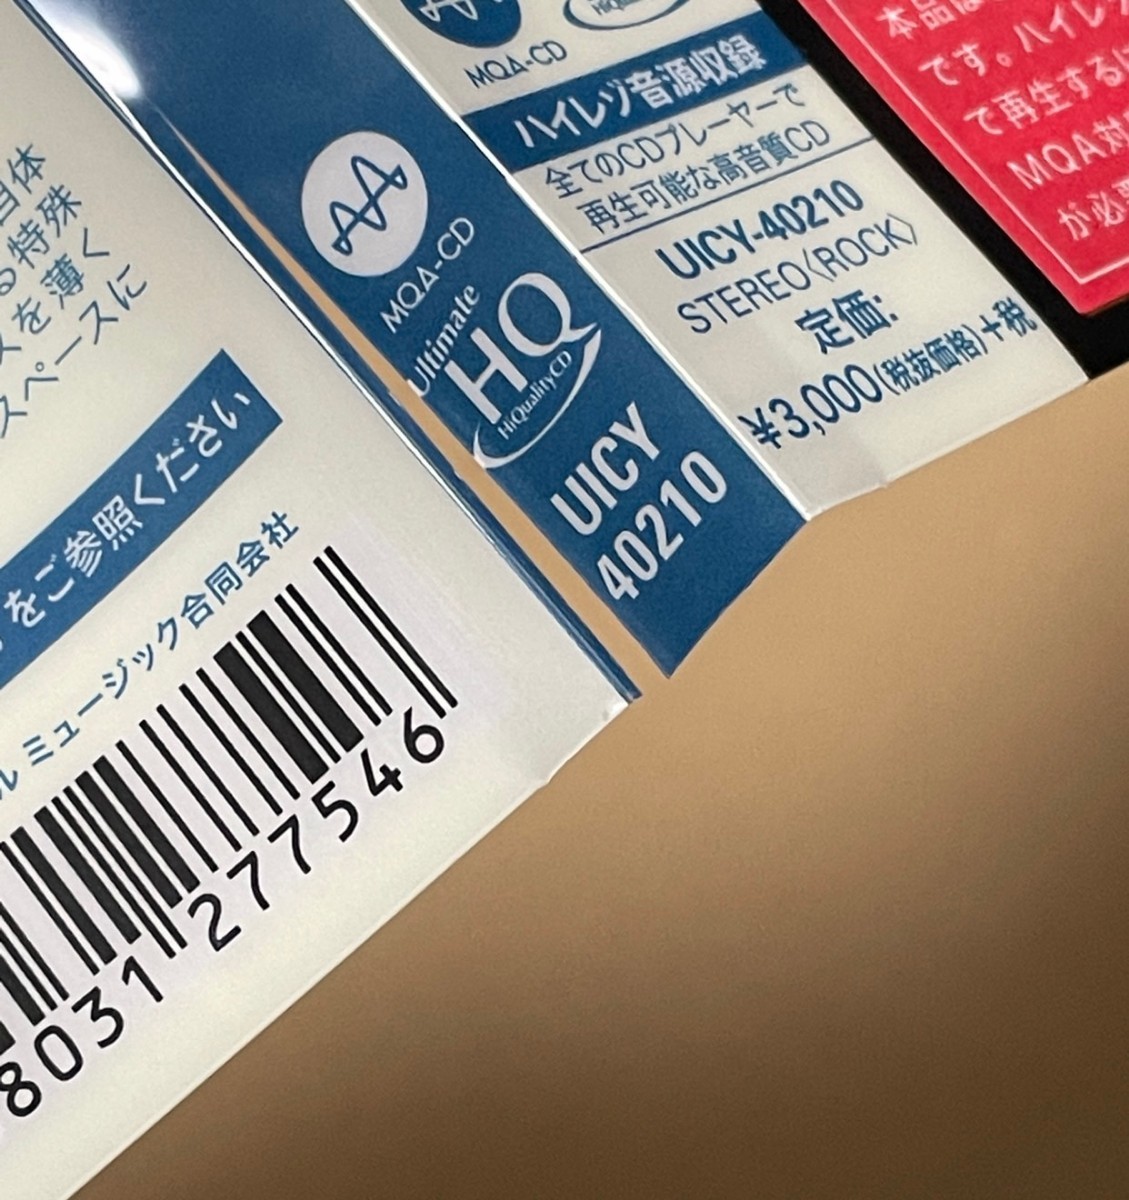 自体
る特殊
スを薄く
スペースに
をご参照ください
ル ミュージック合同会社
8031 277546
MQA-CD
Ultimate
HQ
HiQualityCD
UICY
40210
MQA-CD
ハイレゾ音源収録
全てのCDプレーヤーで
再生可能な高音質CD
UICY-40210
STEREO〈ROCK〉
定価:
¥3,000(税抜価格)+税
本品は
です。ハイレ
て再生するに
MQA対
が必要